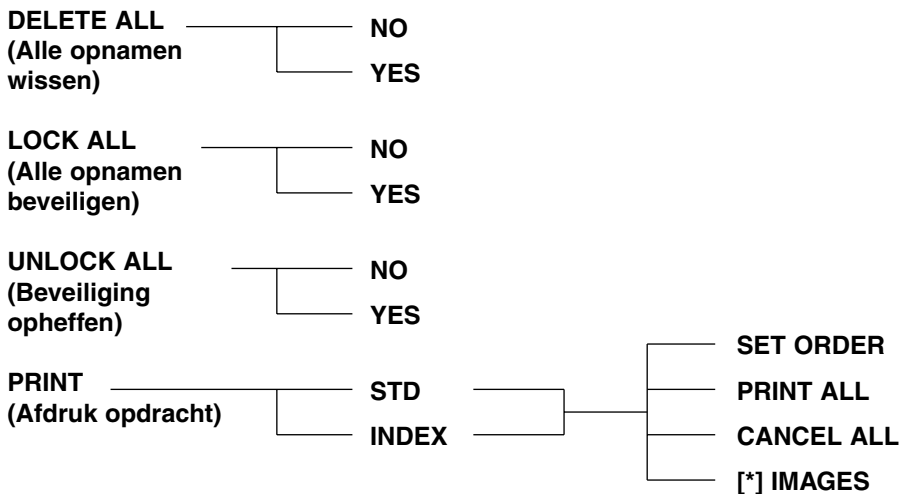 DELETE ALL
(Alle opnamen
wissen)
NO
YES
LOCK ALL
(Alle opnamen
beveiligen)
NO
YES
UNLOCK ALL
(Beveiliging
opheffen)
NO
YES
PRINT
(Afdruk opdracht)
STD
INDEX
SET ORDER
PRINT ALL
CANCEL ALL
[*] IMAGES